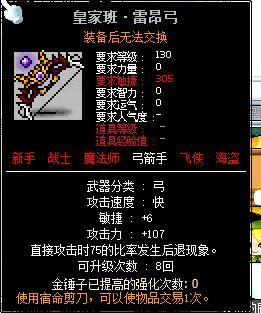 皇家班·雷昂弓
装备后无法交换
要求等级： 130
要求力量： 0
要求敏捷： 305
要求智力： 0
要求运气： 0
要求人气度： -
道具等级： -
道具经验值： -
新手 战士 魔法师 弓箭手 飞侠 海盗
武器分类 : 弓
攻击速度 : 快
敏捷 : +6
攻击力 : +107
直接攻击时75的比率发生后退现象。
可升级次数 : 8回
金锤子已提高的强化次数: 0
使用宿命剪刀，可以使物品交易1次。